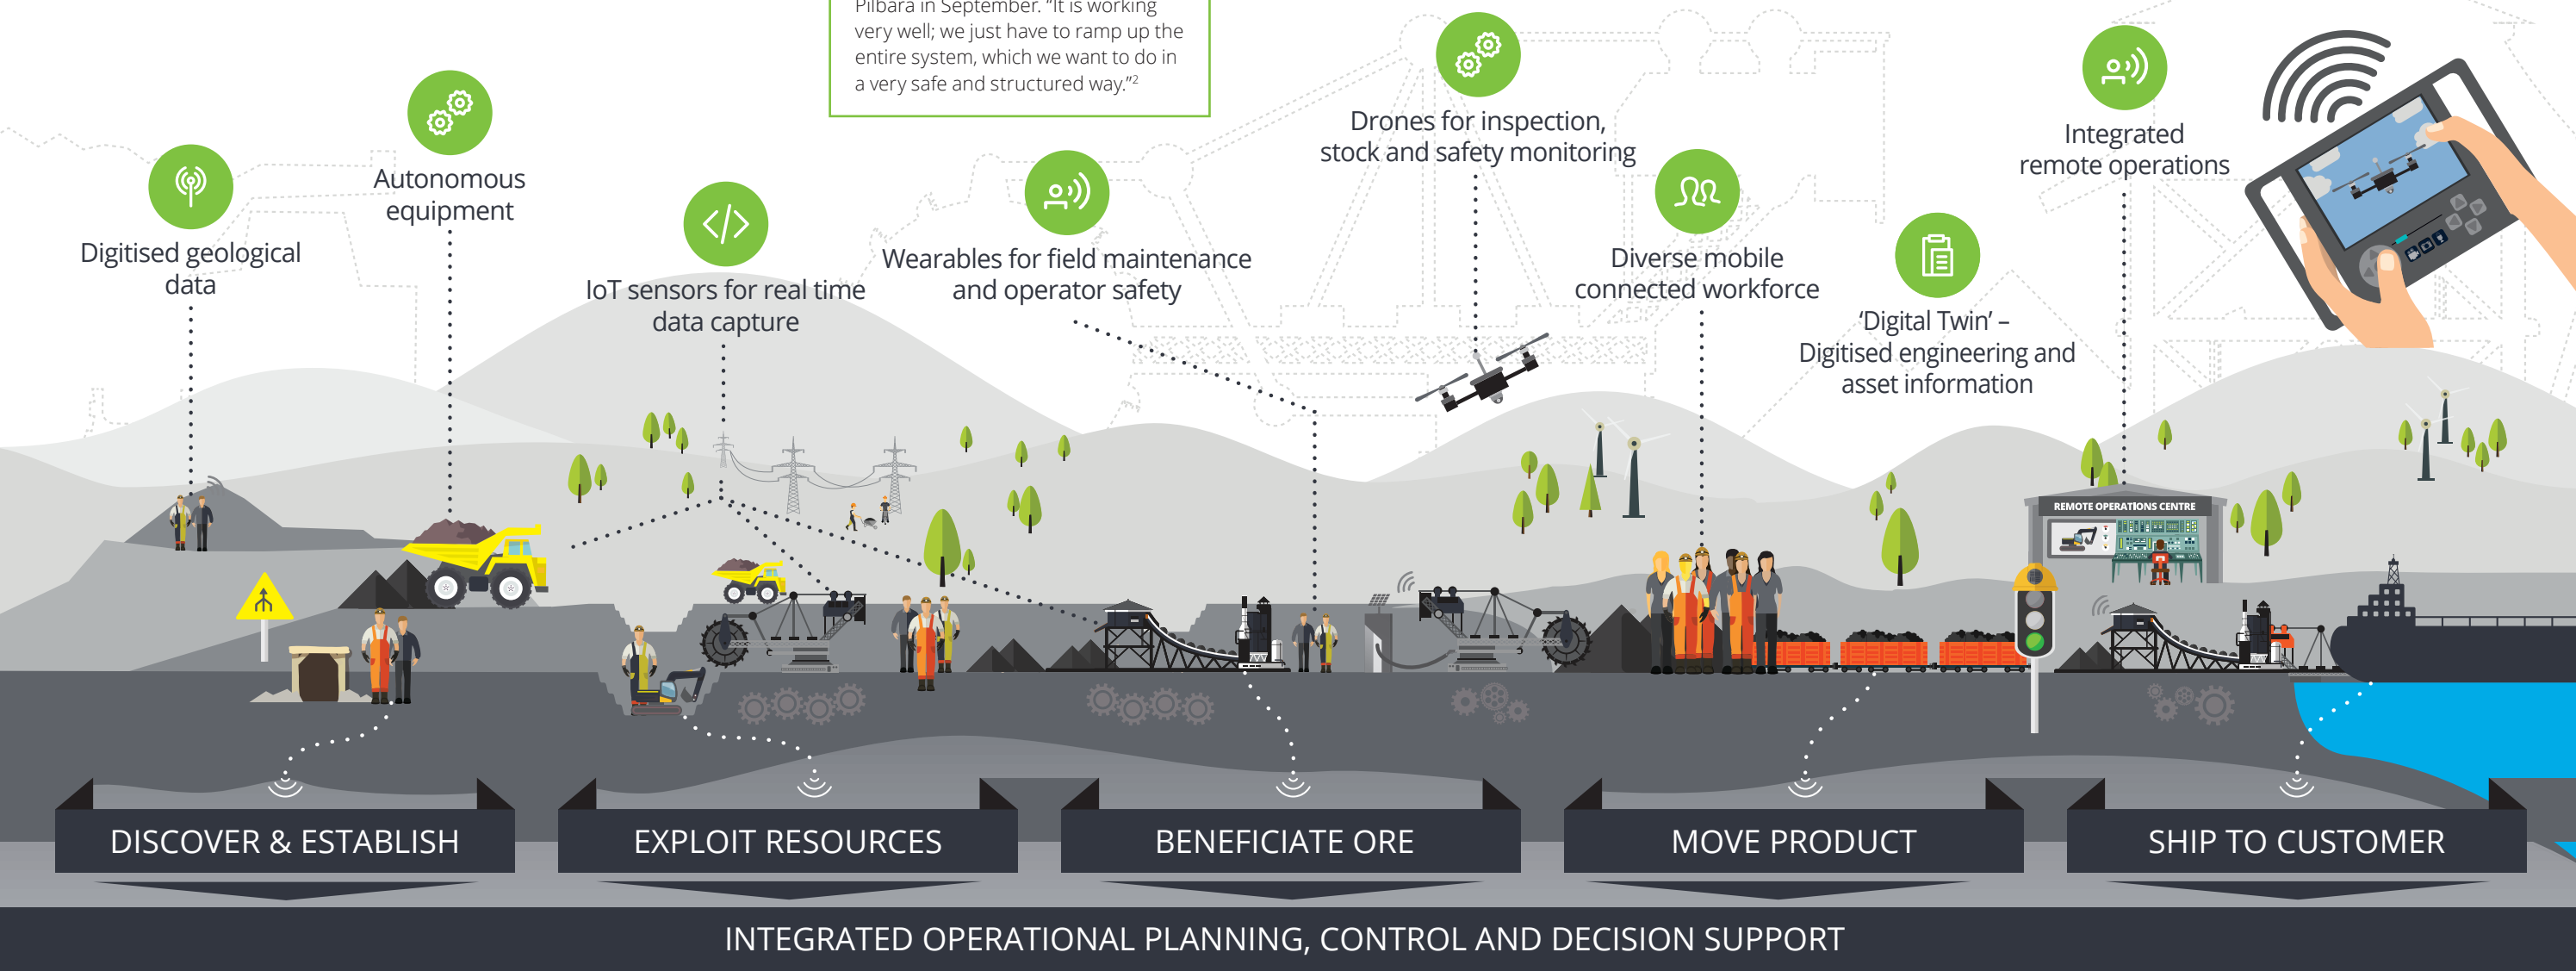 Pilbara in September. “It is working
very well; we just have to ramp up the
entire system, which we want to do in
a very safe and structured way.”2
Digitised geological
data
Autonomous
equipment
IoT sensors for real time
data capture
Wearables for field maintenance
and operator safety
Drones for inspection,
stock and safety monitoring
Diverse mobile
connected workforce
‘Digital Twin’ –
Digitised engineering and
asset information
Integrated
remote operations
REMOTE OPERATIONS CENTRE
DISCOVER & ESTABLISH
EXPLOIT RESOURCES
BENEFICIATE ORE
MOVE PRODUCT
SHIP TO CUSTOMER
INTEGRATED OPERATIONAL PLANNING, CONTROL AND DECISION SUPPORT